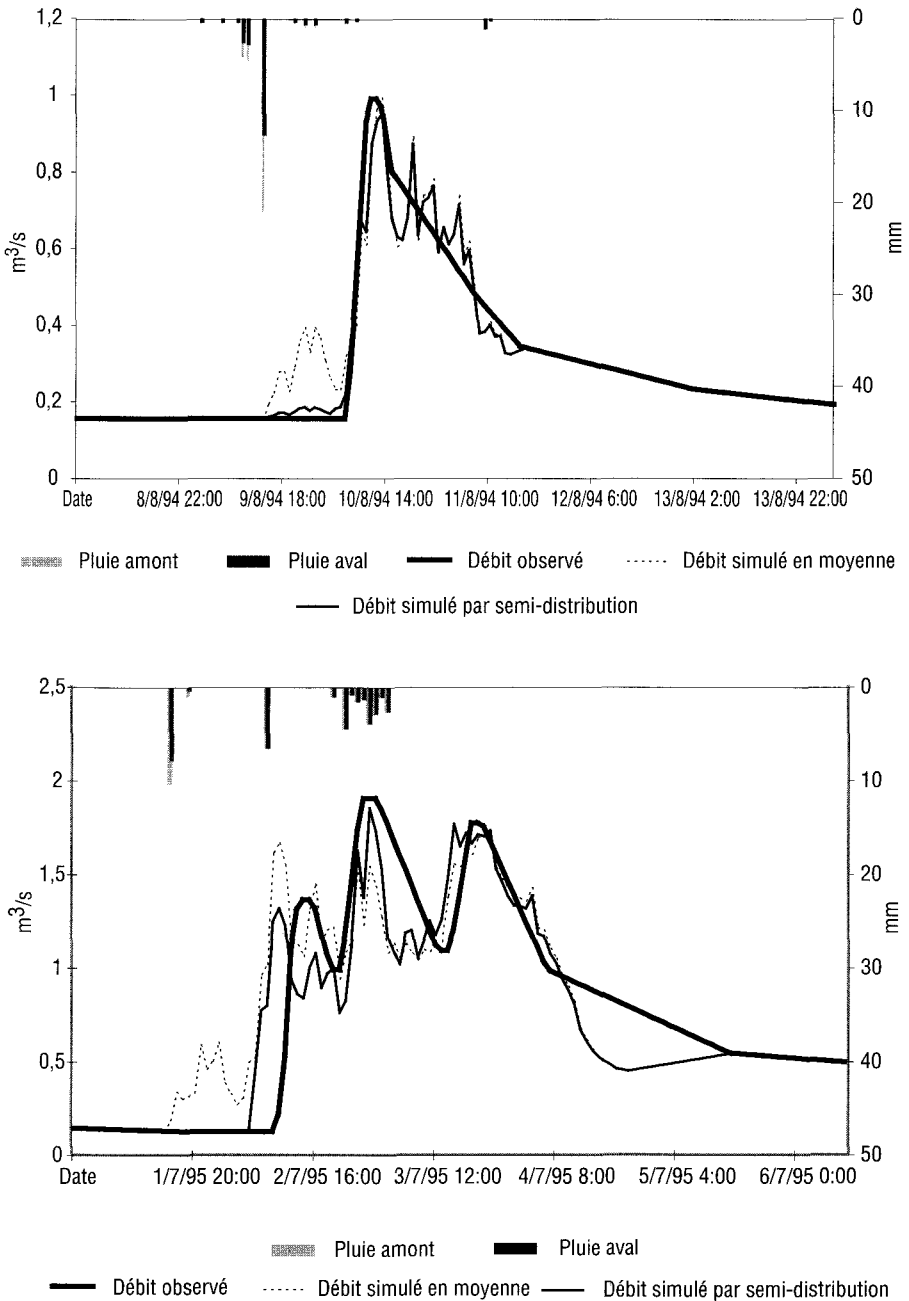 1,2
1
0,8
0,6
0,4
0,2
0
m³/s
0
10
20
30
40
50
mm
Date 8/8/94 22:00 9/8/94 18:00 10/8/94 14:00 11/8/94 10:00 12/8/94 6:00 13/8/94 2:00 13/8/94 22:00
Pluie amont Pluie aval Débit observé Débit simulé en moyenne
Débit simulé par semi-distribution
2,5
2
1,5
1
0,5
0
m³/s
0
10
20
30
40
50
mm
Date 1/7/95 20:00 2/7/95 16:00 3/7/95 12:00 4/7/95 8:00 5/7/95 4:00 6/7/95 0:00
Pluie amont Pluie aval
Débit observé Débit simulé en moyenne Débit simulé par semi-distribution